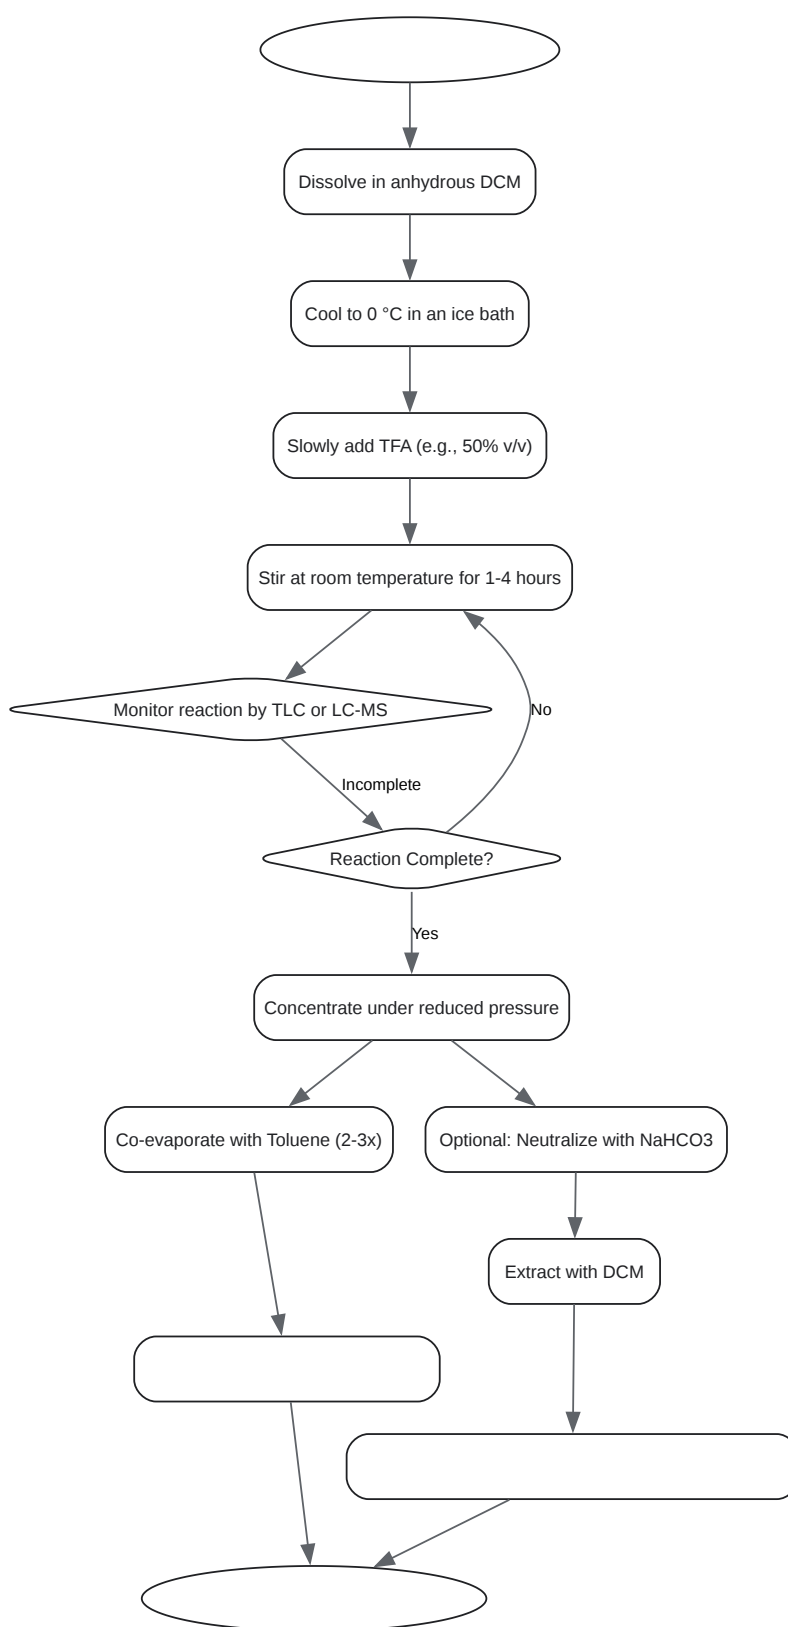 Dissolve in anhydrous DCM
Cool to 0 °C in an ice bath
Slowly add TFA (e.g., 50% v/v)
Stir at room temperature for 1-4 hours
Monitor reaction by TLC or LC-MS
No
Incomplete
Reaction Complete?
Yes
Concentrate under reduced pressure
Co-evaporate with Toluene (2-3x)
Optional: Neutralize with NaHCO3
Extract with DCM